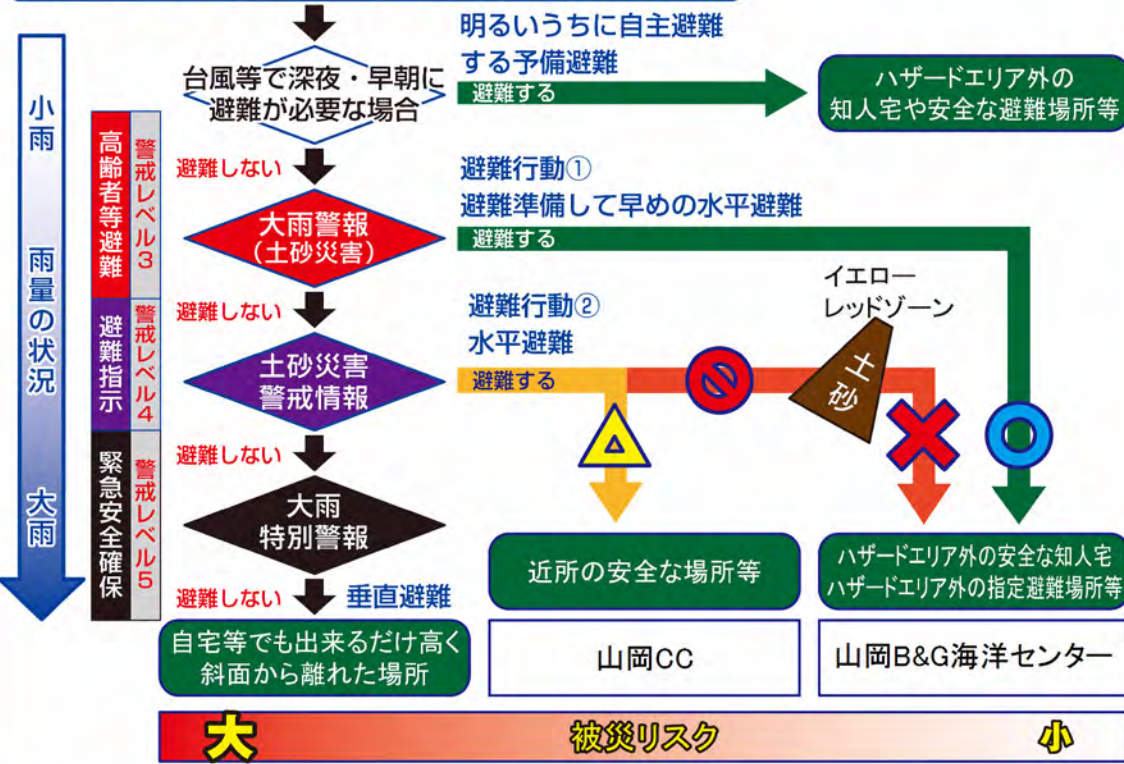 小雨
雨量の状況
大雨
高齢者等避難
警戒レベル3
避難指示
警戒レベル4
緊急安全確保
警戒レベル5
台風等で深夜・早朝に
避難が必要な場合
明るいうちに自主避難
する予備避難
避難する
ハザードエリア外の
知人宅や安全な避難場所等
避難しない
大雨警報
(土砂災害)
避難行動①
避難準備して早めの水平避難
避難する
避難しない
土砂災害
警戒情報
避難行動②
水平避難
避難する
イエロー
レッドゾーン
土砂
避難しない
大雨
特別警報
避難しない
垂直避難
自宅等でも出来るだけ高く
斜面から離れた場所
近所の安全な場所等
山岡CC
ハザードエリア外の安全な知人宅
ハザードエリア外の指定避難場所等
山岡B&G海洋センター
大
被災リスク
小